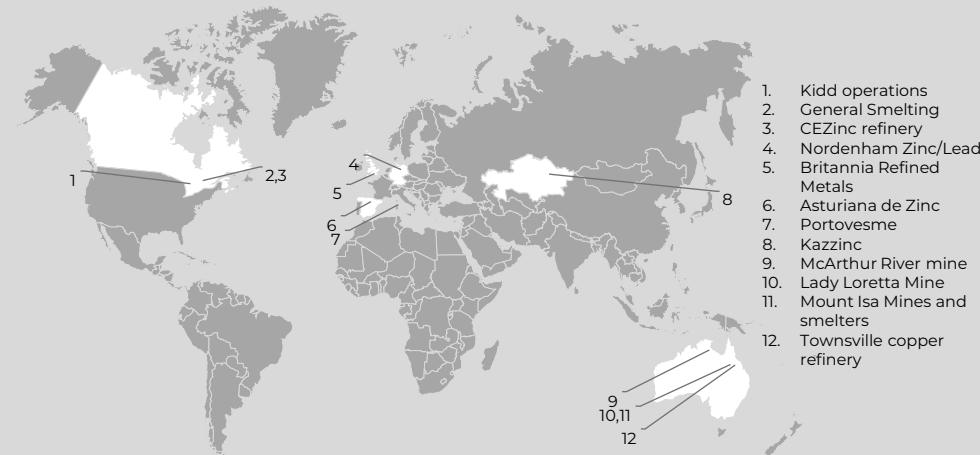 1
2,3
4
5
6
7
8
9
10,11
12
1. Kidd operations
2. General Smelting
3. CEZinc refinery
4. Nordenham Zinc/Lead
5. Britannia Refined
Metals
6. Asturiana de Zinc
7. Portovesme
8. Kazzinc
9. McArthur River mine
10. Lady Loretta Mine
11. Mount Isa Mines and
smelters
12. Townsville copper
refinery